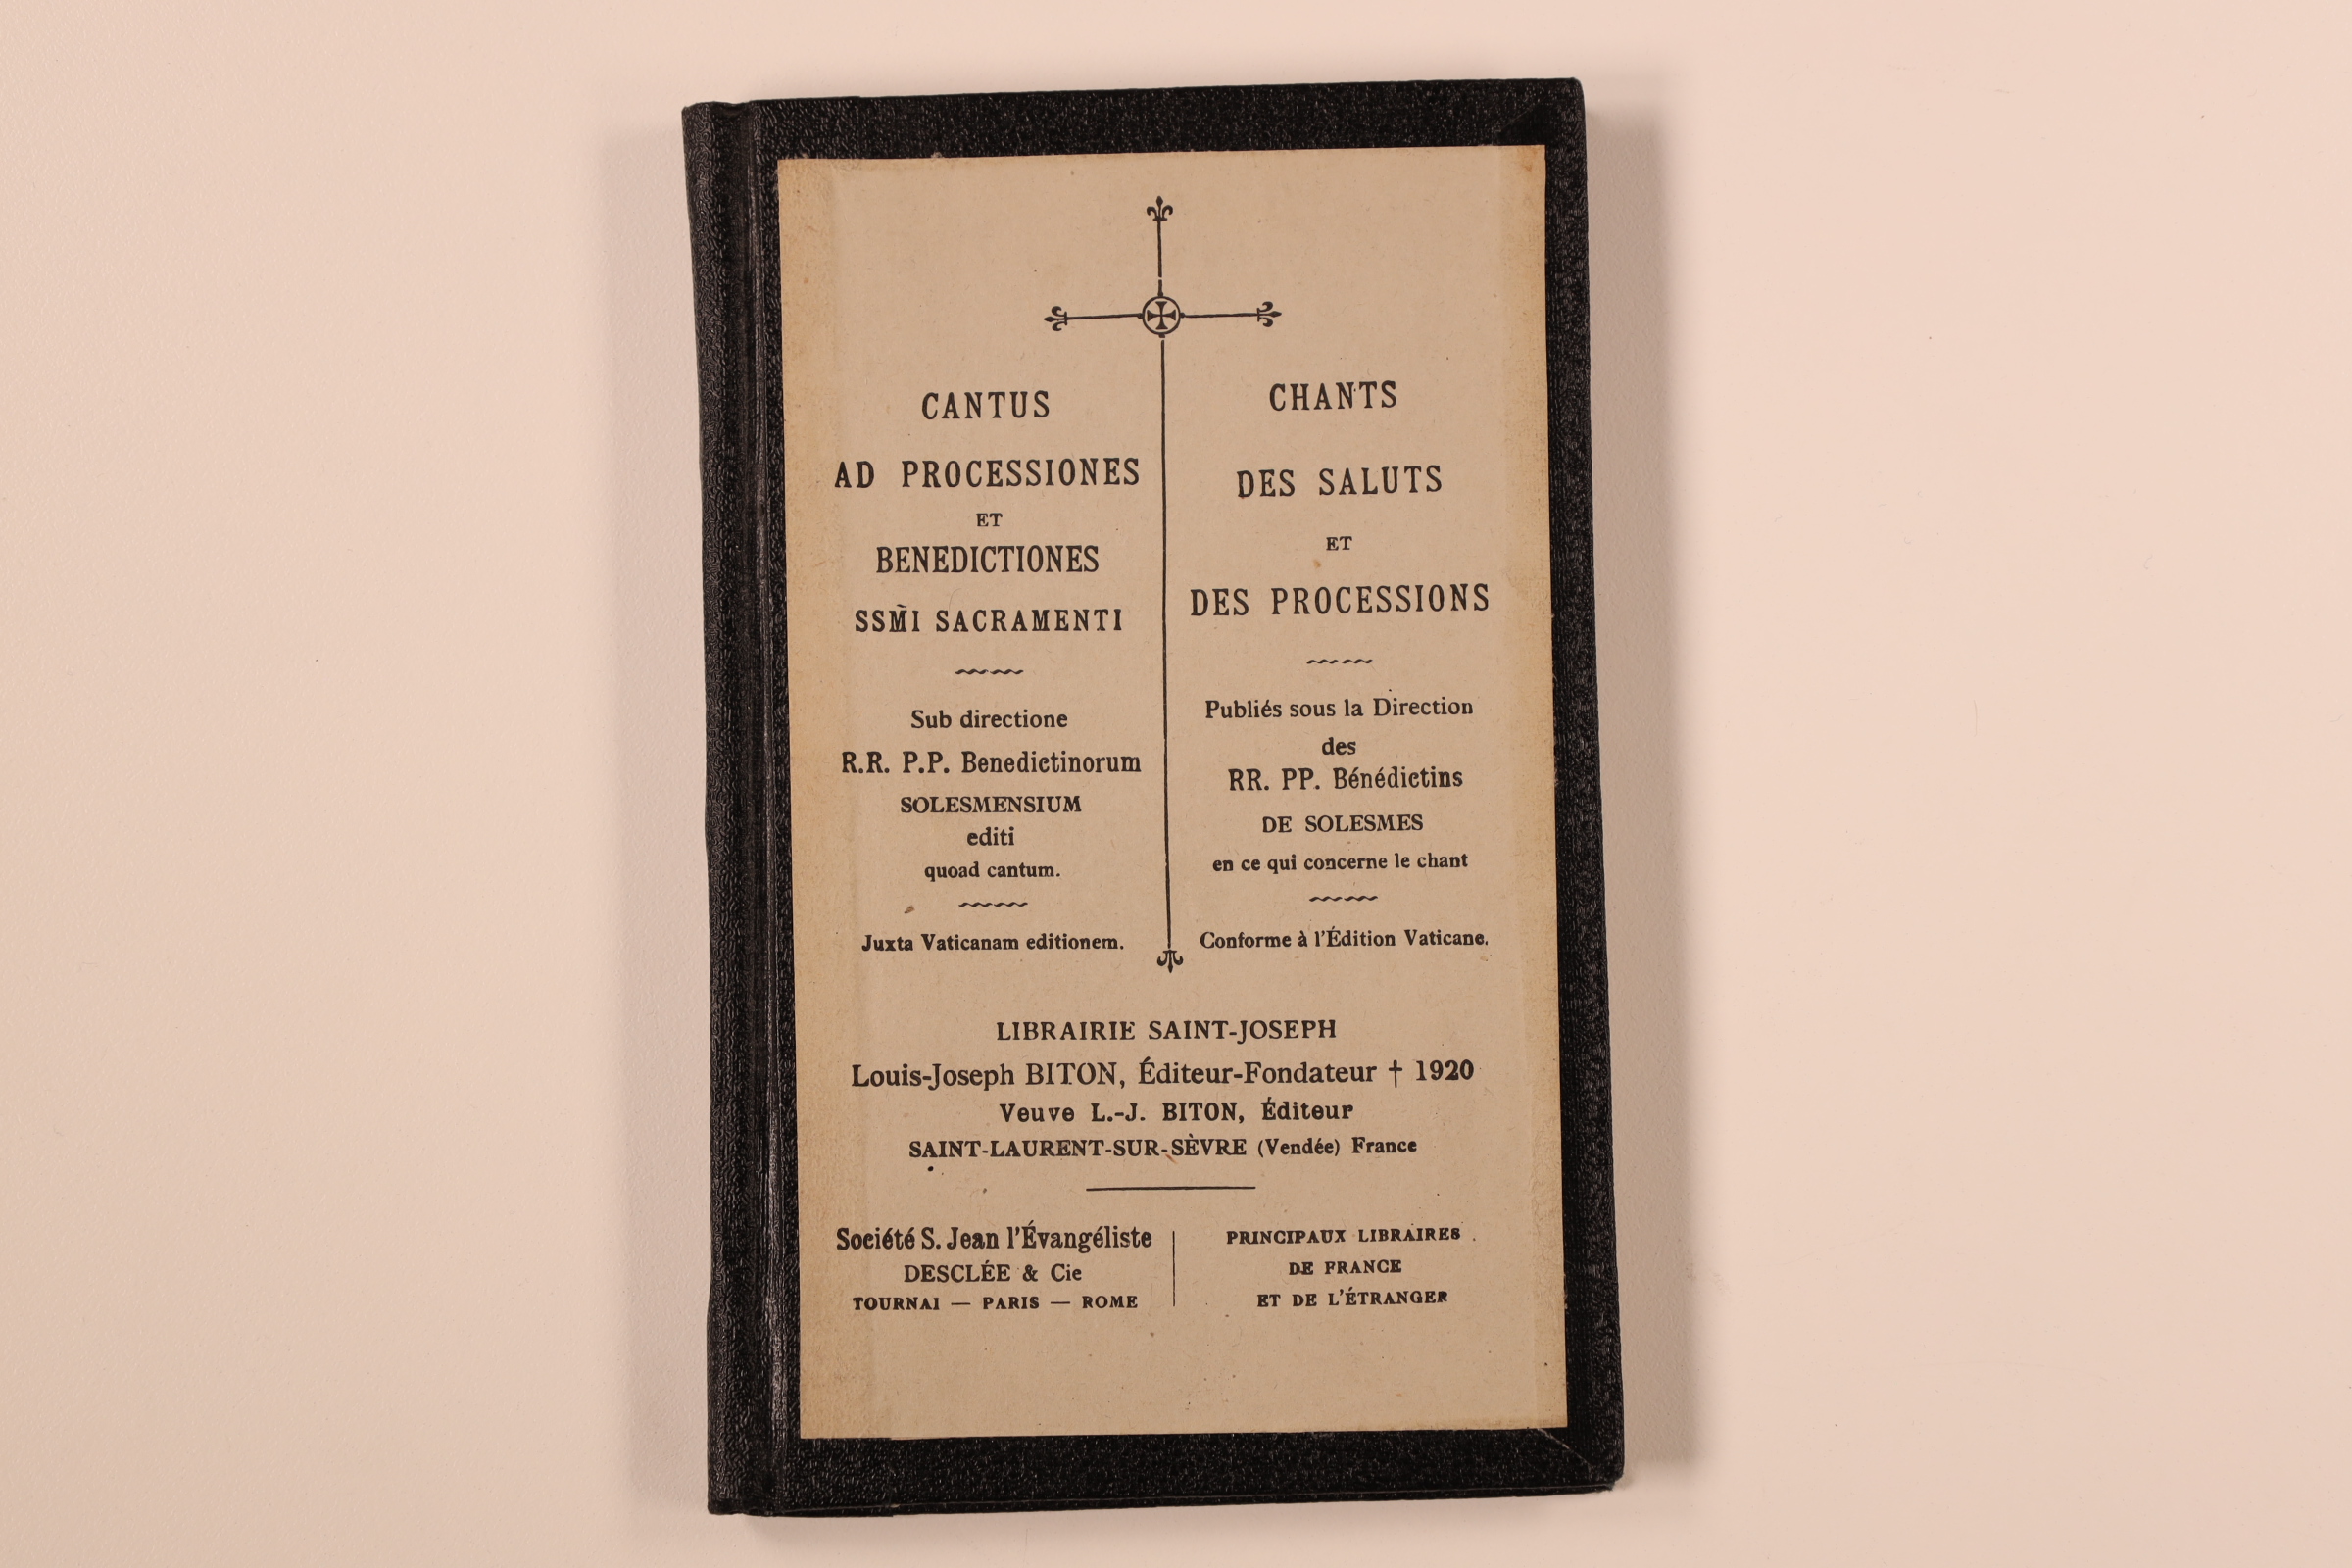 CANTUS
AD PROCESSIONES
ET
BENEDICTIONES
SSM̃I SACRAMENTI
Sub directione
R.R. P.P. Benedictinorum
SOLESMENSIUM
editi
quoad cantum.
Juxta Vaticanam editionem.
CHANTS
DES SALUTS
ET
DES PROCESSIONS
Publiés sous la Direction
des
RR. PP. Bénédictins
DE SOLESMES
en ce qui concerne le chant
Conforme à l'Édition Vaticane.
LIBRAIRIE SAINT-JOSEPH
Louis-Joseph BITON, Éditeur-Fondateur † 1920
Veuve L.-J. BITON, Éditeur
SAINT-LAURENT-SUR-SÈVRE (Vendée) France
Société S. Jean l'Évangéliste
DESCLÉE & Cie
TOURNAI — PARIS — ROME
PRINCIPAUX LIBRAIRES
DE FRANCE
ET DE L'ÉTRANGER